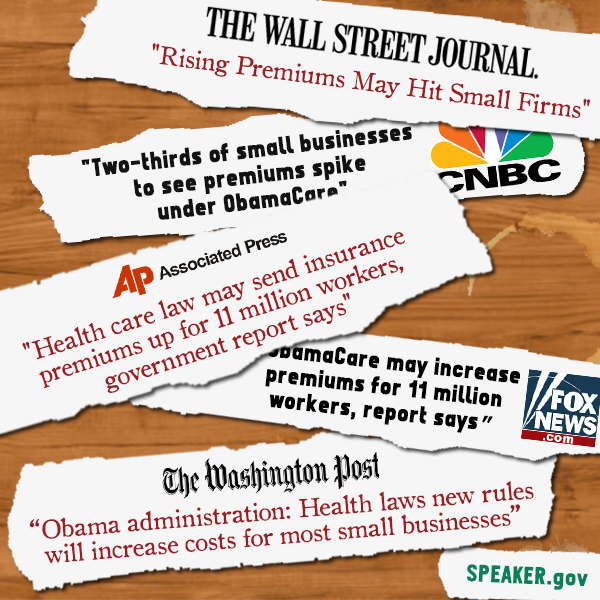 THE WALL STREET JOURNAL.
"Rising Premiums May Hit Small Firms"
"Two-thirds of small businesses
to see premiums spike
under ObamaCare"
CNBC
AP Associated Press
"Health care law may send insurance
premiums up for 11 million workers,
government report says"
ObamaCare may increase
premiums for 11 million
workers, report says"
FOX
NEWS
.com
The Washington Post
“Obama administration: Health laws new rules
will increase costs for most small businesses”
SPEAKER.gov